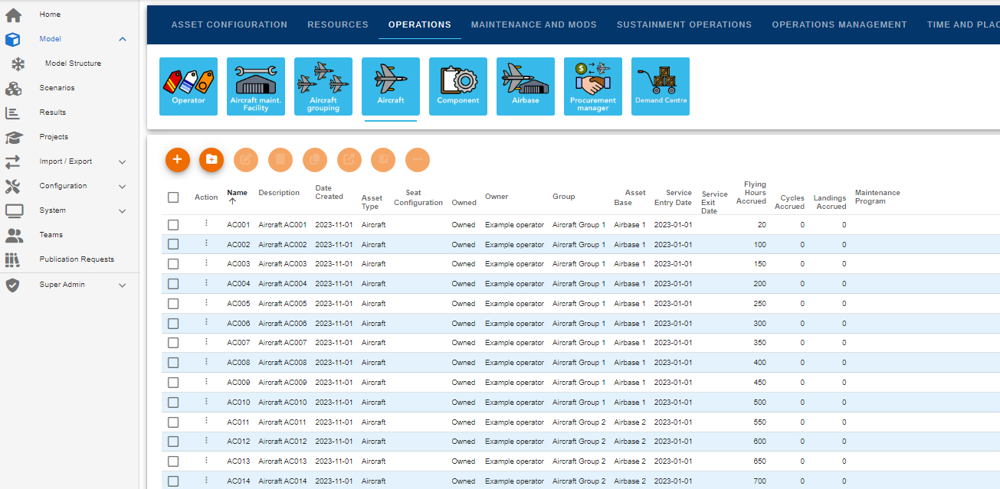 Home
Model
Model Structure
Scenarios
Results
Projects
Import / Export
Configuration
System
Teams
Publication Requests
Super Admin
ASSET CONFIGURATION RESOURCES OPERATIONS MAINTENANCE AND MODS SUSTAINMENT OPERATIONS OPERATIONS MANAGEMENT TIME AND PLAC
Operator
Aircraft maint.
Facility
Aircraft
grouping
Aircraft
Component
Airbase
Procurement
manager
Demand Centre
Action
Name
Description
Date
Created
Asset
Type
Seat
Configuration
Owned
Owner
Group
Asset
Base
Service
Entry Date
Service
Exit
Date
Flying
Hours
Accrued
Cycles
Accrued
Landings
Accrued
Maintenance
Program
AC001 Aircraft AC001 2023-11-01 Aircraft Owned Example operator Aircraft Group 1 Airbase 1 2023-01-01 20 0 0
AC002 Aircraft AC002 2023-11-01 Aircraft Owned Example operator Aircraft Group 1 Airbase 1 2023-01-01 100 0 0
AC003 Aircraft AC003 2023-11-01 Aircraft Owned Example operator Aircraft Group 1 Airbase 1 2023-01-01 150 0 0
AC004 Aircraft AC004 2023-11-01 Aircraft Owned Example operator Aircraft Group 1 Airbase 1 2023-01-01 200 0 0
AC005 Aircraft AC005 2023-11-01 Aircraft Owned Example operator Aircraft Group 1 Airbase 1 2023-01-01 250 0 0
AC006 Aircraft AC006 2023-11-01 Aircraft Owned Example operator Aircraft Group 1 Airbase 1 2023-01-01 300 0 0
AC007 Aircraft AC007 2023-11-01 Aircraft Owned Example operator Aircraft Group 1 Airbase 1 2023-01-01 350 0 0
AC008 Aircraft AC008 2023-11-01 Aircraft Owned Example operator Aircraft Group 1 Airbase 1 2023-01-01 400 0 0
AC009 Aircraft AC009 2023-11-01 Aircraft Owned Example operator Aircraft Group 1 Airbase 1 2023-01-01 450 0 0
AC010 Aircraft AC010 2023-11-01 Aircraft Owned Example operator Aircraft Group 1 Airbase 1 2023-01-01 500 0 0
AC011 Aircraft AC011 2023-11-01 Aircraft Owned Example operator Aircraft Group 2 Airbase 2 2023-01-01 550 0 0
AC012 Aircraft AC012 2023-11-01 Aircraft Owned Example operator Aircraft Group 2 Airbase 2 2023-01-01 600 0 0
AC013 Aircraft AC013 2023-11-01 Aircraft Owned Example operator Aircraft Group 2 Airbase 2 2023-01-01 650 0 0
AC014 Aircraft AC014 2023-11-01 Aircraft Owned Example operator Aircraft Group 2 Airbase 2 2023-01-01 700 0 0